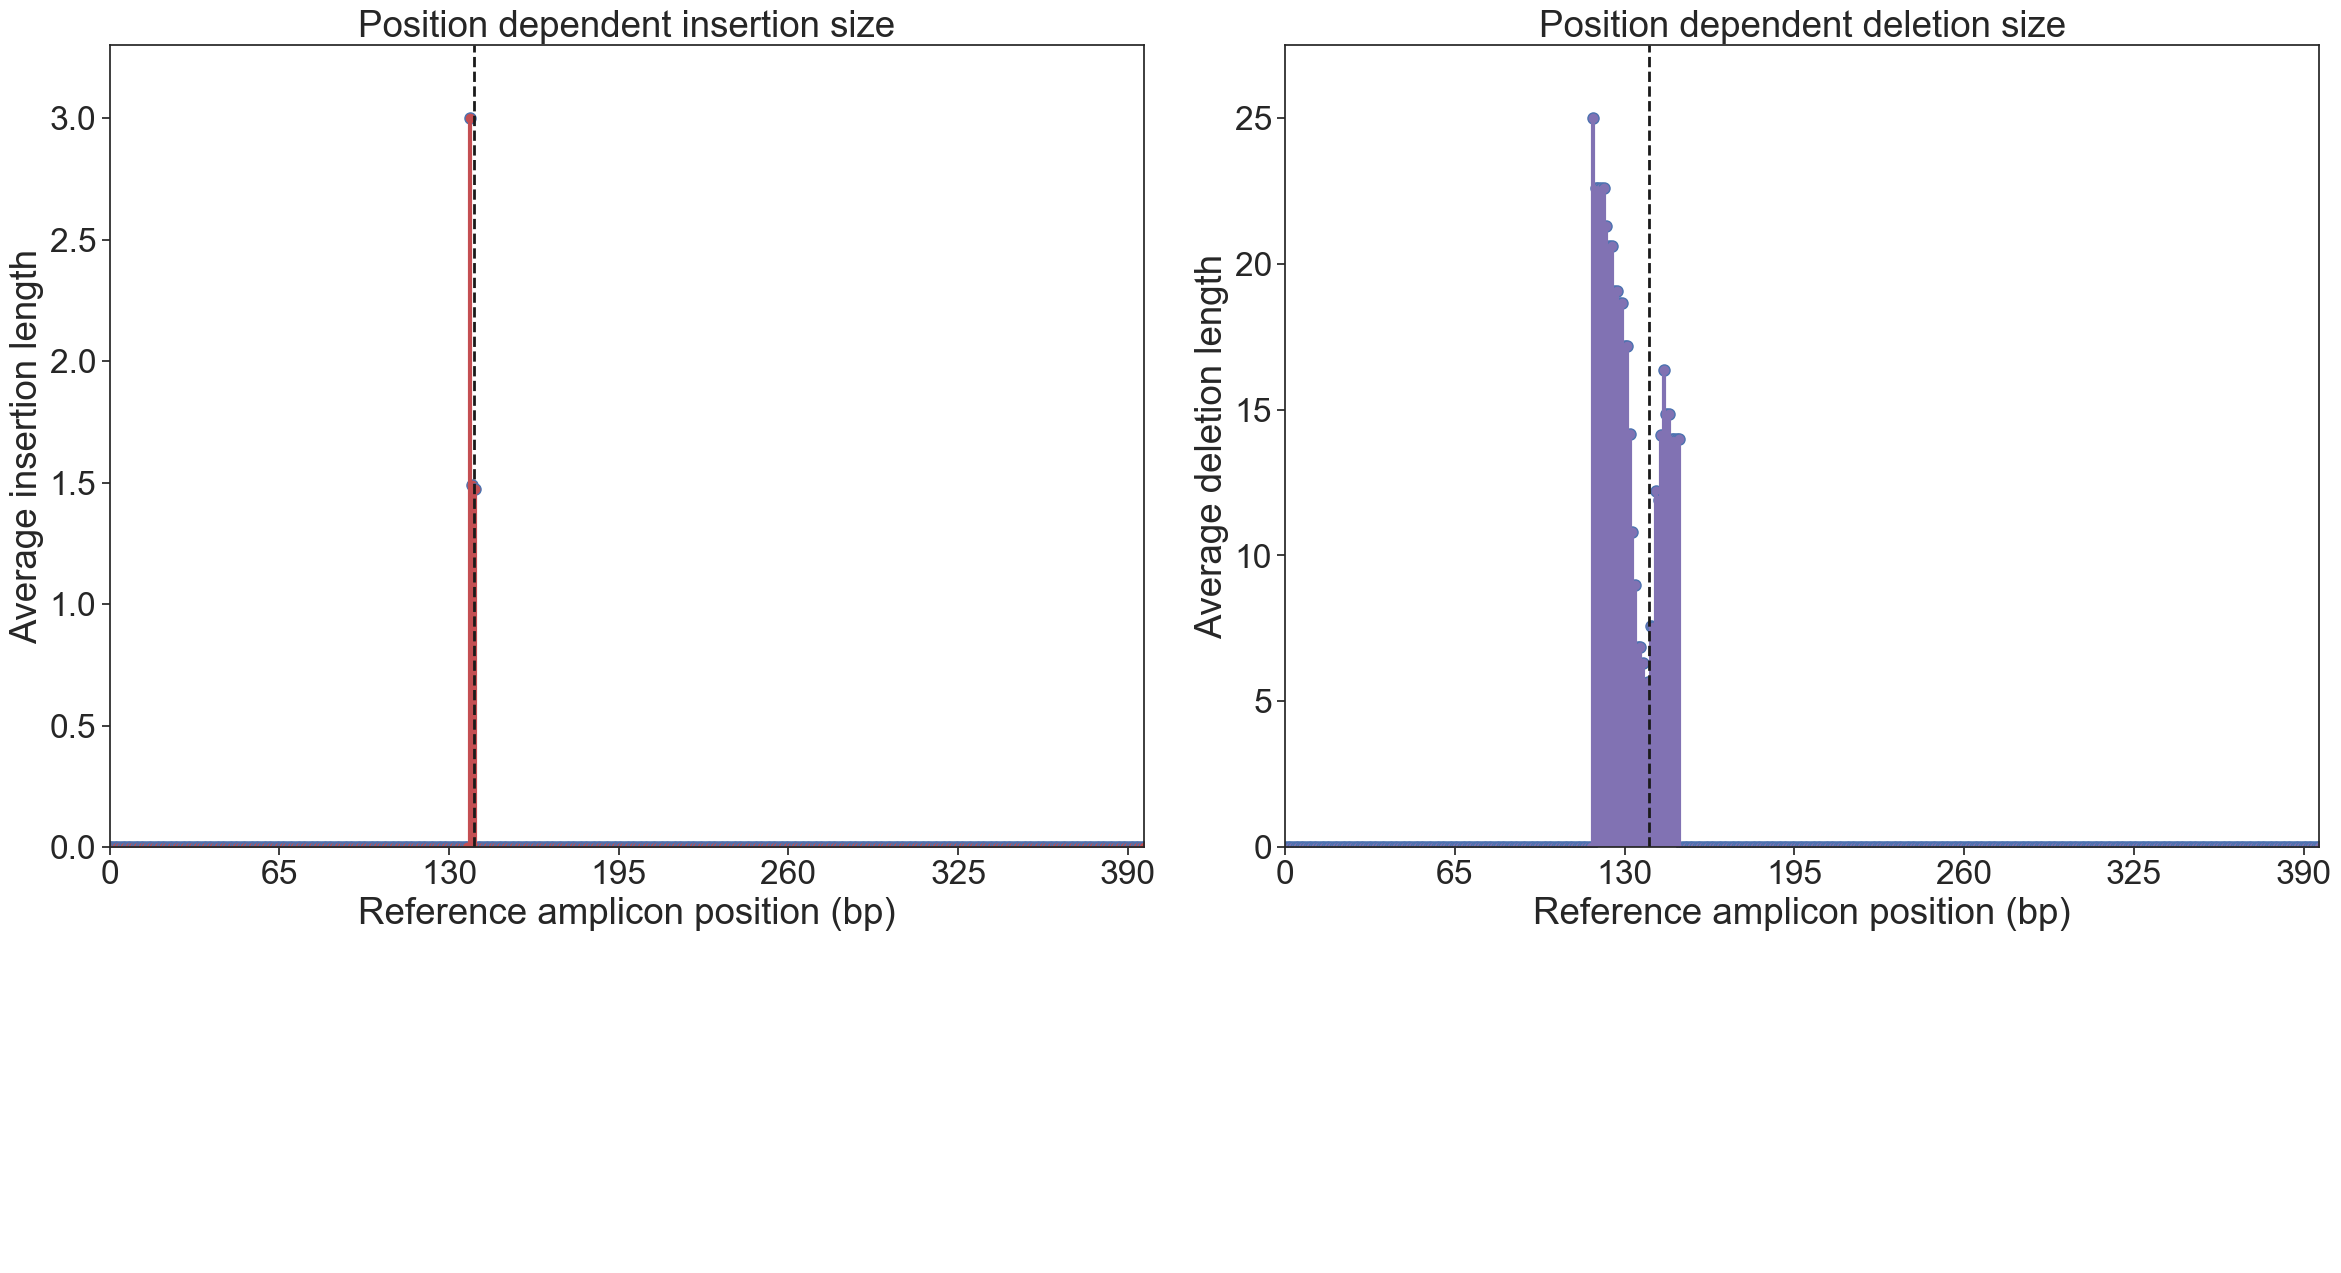 Position dependent insertion size
Average insertion length
3.0
2.5
2.0
1.5
1.0
0.5
0.0
0 65 130 195 260 325 390
Reference amplicon position (bp)
Position dependent deletion size
Average deletion length
25
20
15
10
5
0
0 65 130 195 260 325 390
Reference amplicon position (bp)